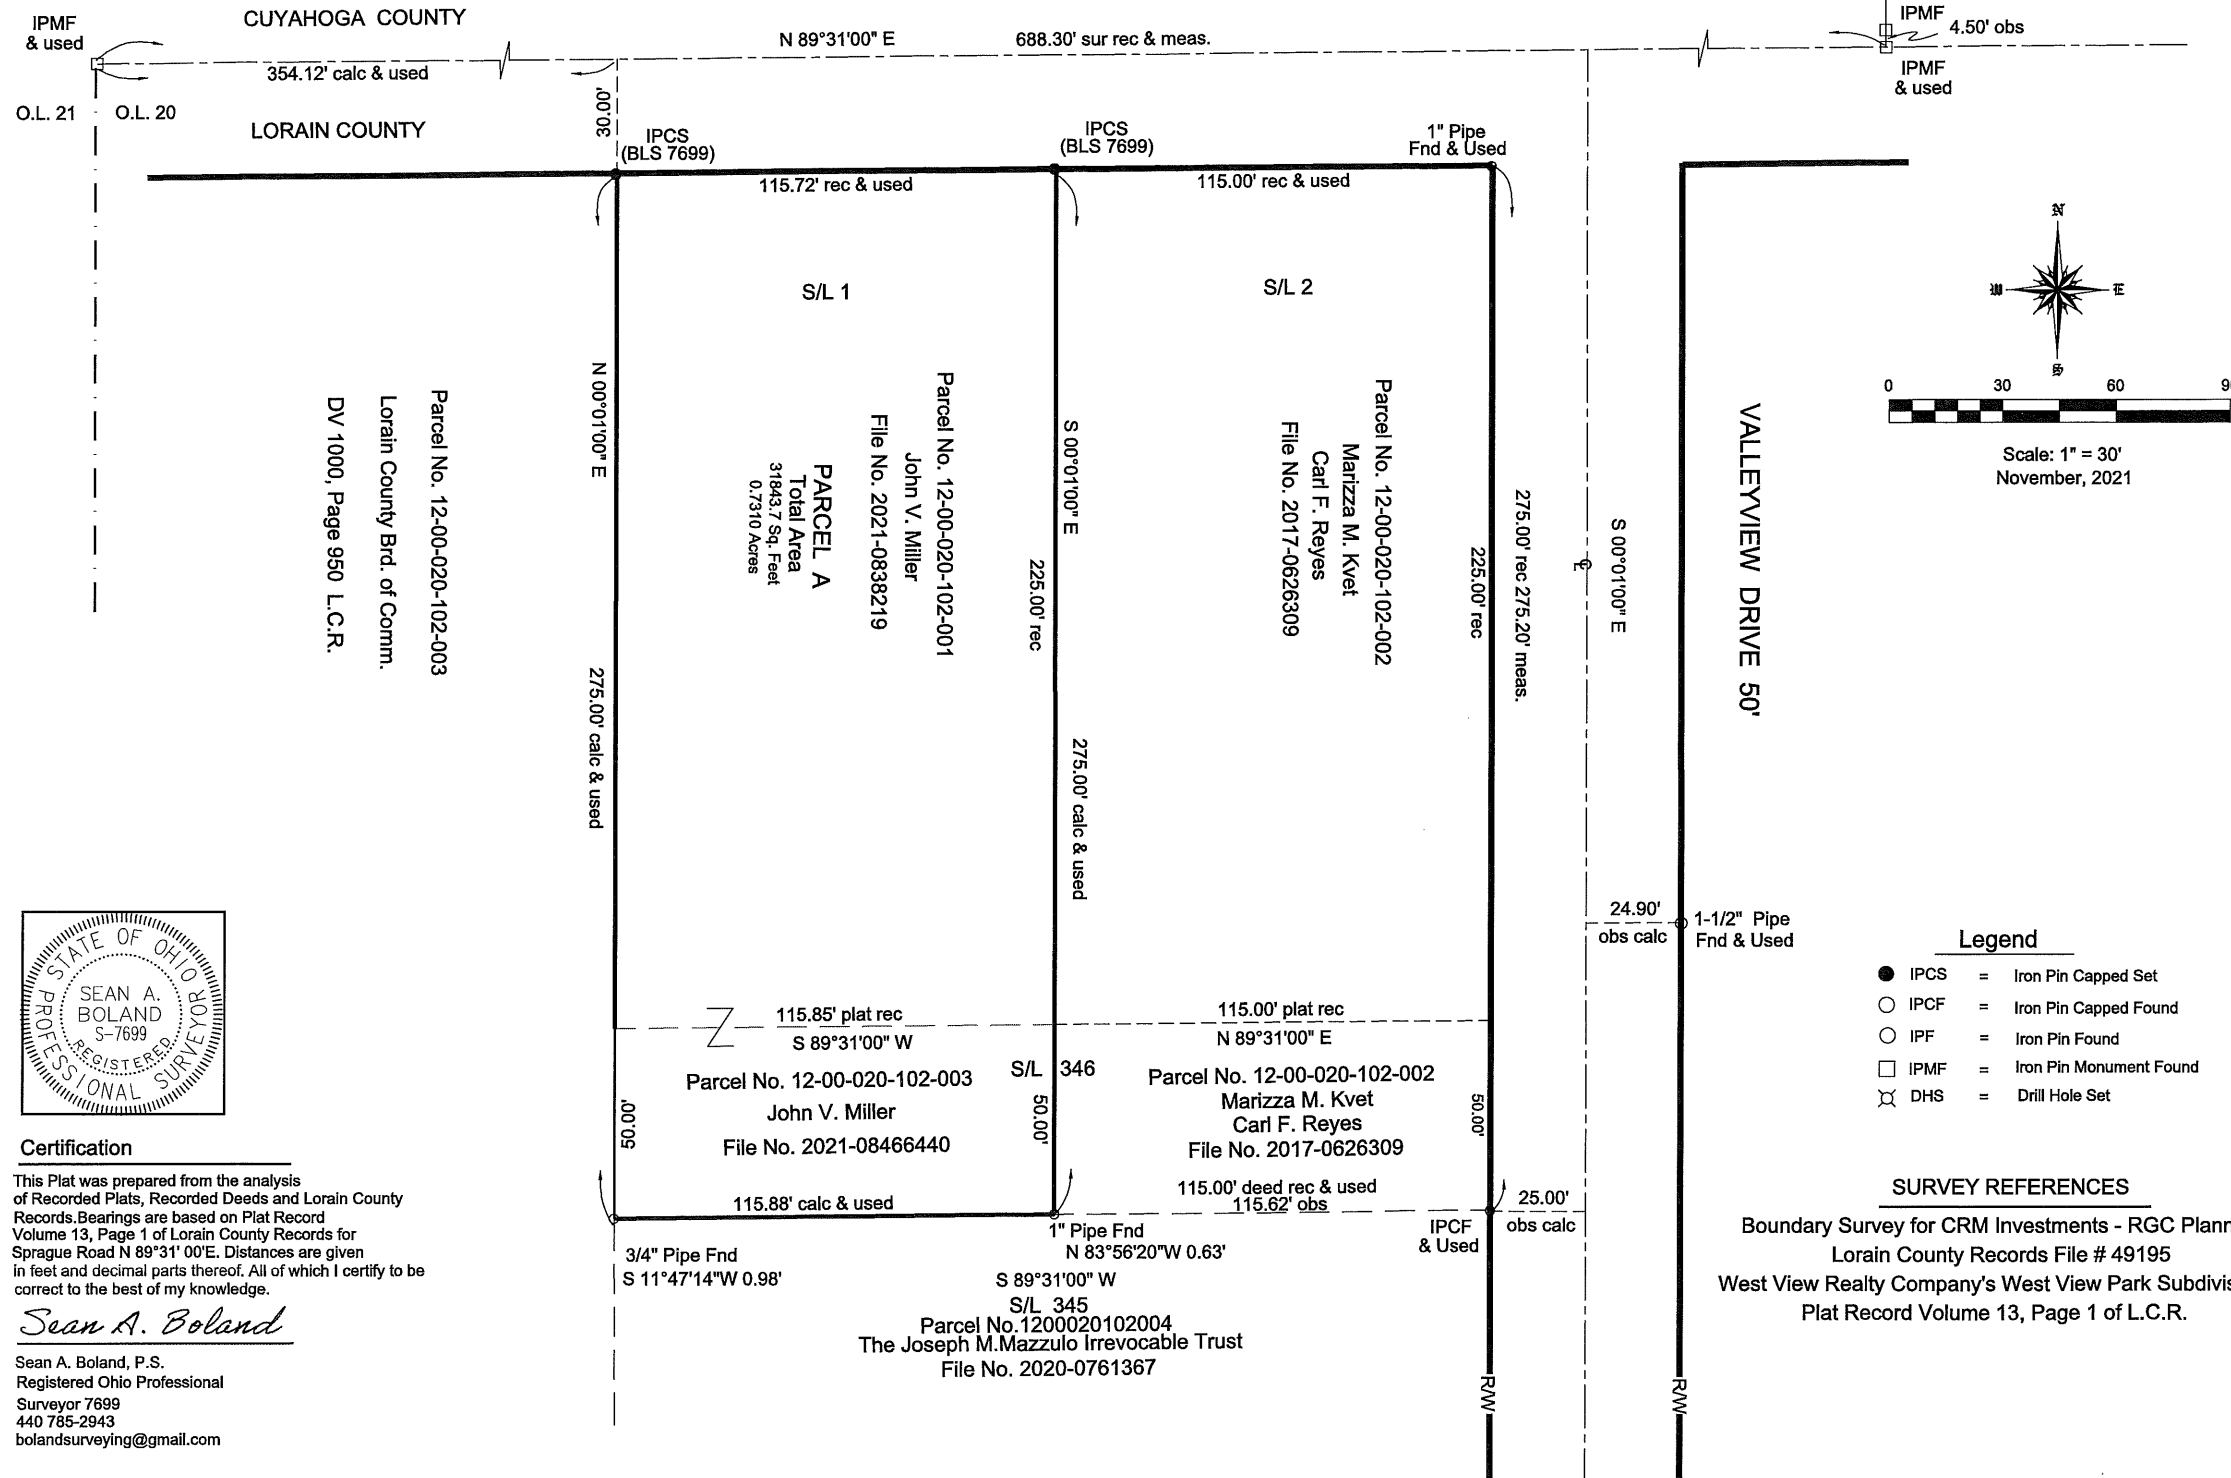 CUYAHOGA COUNTY
IPMF
& used
N 89°31'00" E
688.30' sur rec & meas.
IPMF
4.50' obs
354.12' calc & used
IPMF
& used
O.L. 21
O.L. 20
LORAIN COUNTY
30.00'
IPCS
(BLS 7699)
IPCS
(BLS 7699)
1" Pipe
Fnd & Used
115.72' rec & used
115.00' rec & used
S/L 1
S/L 2
N
W
E
S
0 30 60
Scale: 1" = 30'
November, 2021
Parcel No. 12-00-020-102-003
Lorain County Brd. of Comm.
DV 1000, Page 950 L.C.R.
N 00°01'00" E
275.00' calc & used
Parcel No. 12-00-020-102-001
John V. Miller
File No. 2021-0838219
PARCEL A
Total Area
31843.7 Sq. Feet
0.7310 Acres
S 00°01'00" E
225.00' rec
275.00' calc & used
Parcel No. 12-00-020-102-002
Marizza M. Kvet
Carl F. Reyes
File No. 2017-0626309
225.00' rec
275.00' rec 275.20' meas.
S 00°01'00" E
VALLEYVIEW DRIVE 50'
24.90'
obs calc
1-1/2" Pipe
Fnd & Used
Legend
IPCS = Iron Pin Capped Set
IPCF = Iron Pin Capped Found
IPF = Iron Pin Found
IPMF = Iron Pin Monument Found
DHS = Drill Hole Set
STATE OF OHIO
SEAN A.
BOLAND
S-7699
REGISTERED
PROFESSIONAL SURVEYOR
115.85' plat rec
S 89°31'00" W
115.00' plat rec
N 89°31'00" E
S/L 346
Parcel No. 12-00-020-102-003
John V. Miller
File No. 2021-08466440
50.00'
50.00'
Parcel No. 12-00-020-102-002
Marizza M. Kvet
Carl F. Reyes
File No. 2017-0626309
50.00'
115.88' calc & used
115.00' deed rec & used
115.62' obs
25.00'
obs calc
IPCF
& Used
3/4" Pipe Fnd
S 11°47'14"W 0.98'
1" Pipe Fnd
N 83°56'20"W 0.63'
S 89°31'00" W
S/L 345
Parcel No.1200020102004
The Joseph M.Mazzulo Irrevocable Trust
File No. 2020-0761367
R/W
R/W
Certification
This Plat was prepared from the analysis
of Recorded Plats, Recorded Deeds and Lorain County
Records.Bearings are based on Plat Record
Volume 13, Page 1 of Lorain County Records for
Sprague Road N 89°31' 00'E. Distances are given
in feet and decimal parts thereof. All of which I certify to be
correct to the best of my knowledge.
Sean A. Boland
Sean A. Boland, P.S.
Registered Ohio Professional
Surveyor 7699
440 785-2943
bolandsurveying@gmail.com
SURVEY REFERENCES
Boundary Survey for CRM Investments - RGC Plann
Lorain County Records File # 49195
West View Realty Company's West View Park Subdivis
Plat Record Volume 13, Page 1 of L.C.R.